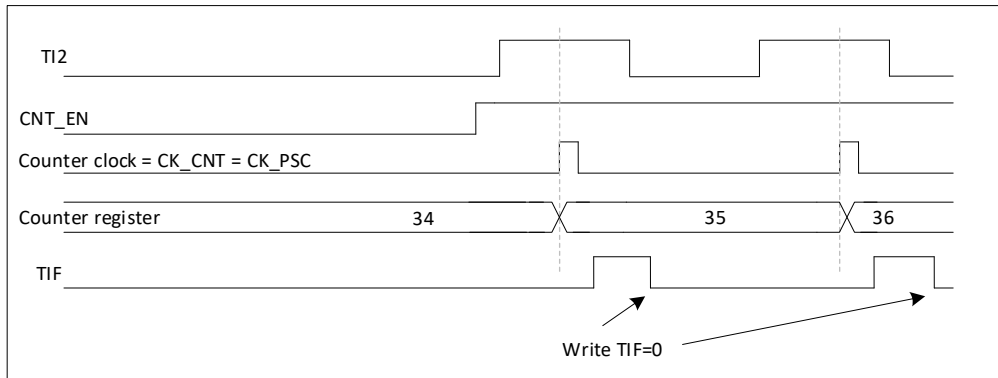 TI2
CNT_EN
Counter clock = CK_CNT = CK_PSC
Counter register 34 35 36
TIF
Write TIF=0